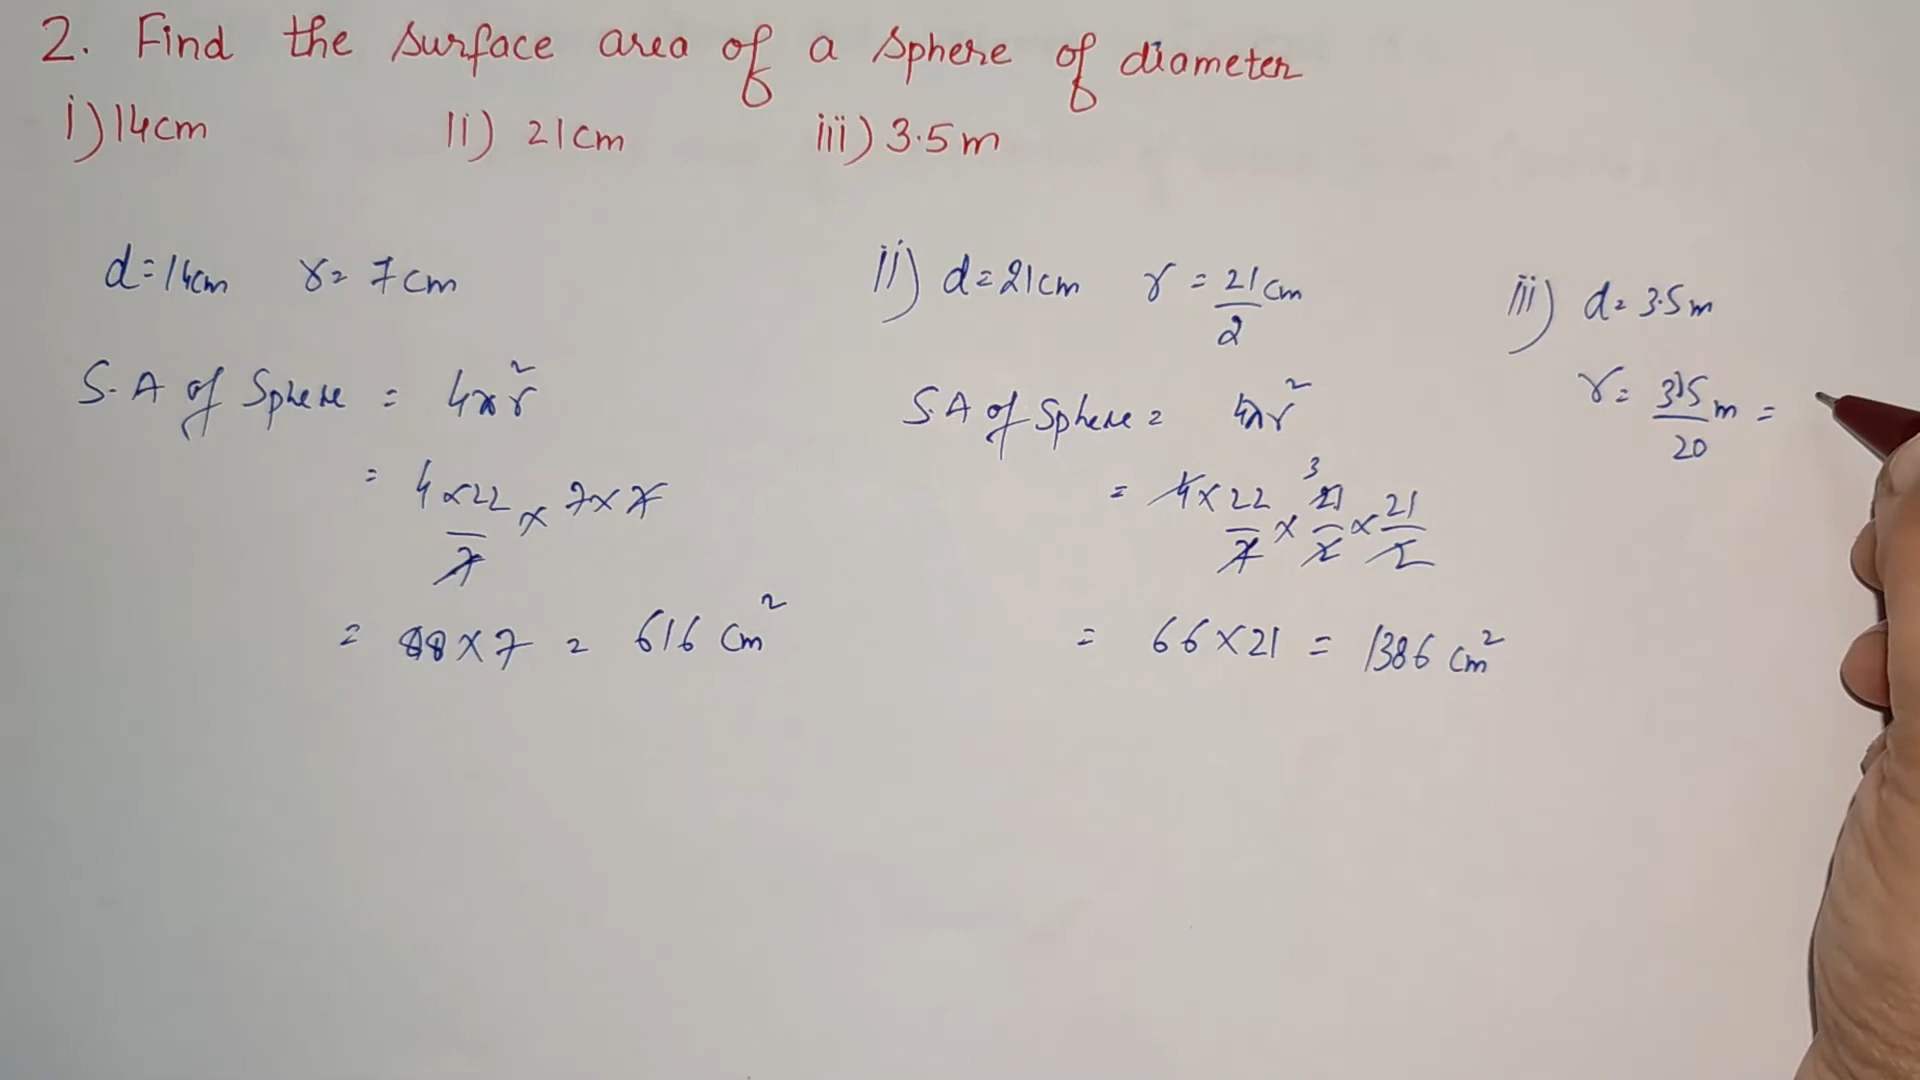 2. Find the surface area of a sphere of diameter
i) 14cm ii) 21cm iii) 3.5m
d=14cm r= 7cm
S.A of Sphere = 4πr²
= 4×22/7 × 7×7
= 88×7 = 616 cm²
ii) d=21cm r = 21/2 cm
S.A of Sphere = 4πr²
= 4×22/7 × 21/2 × 21/2
3
= 66×21 = 1386 cm²
iii) d= 3.5m
r= 35/20 m =